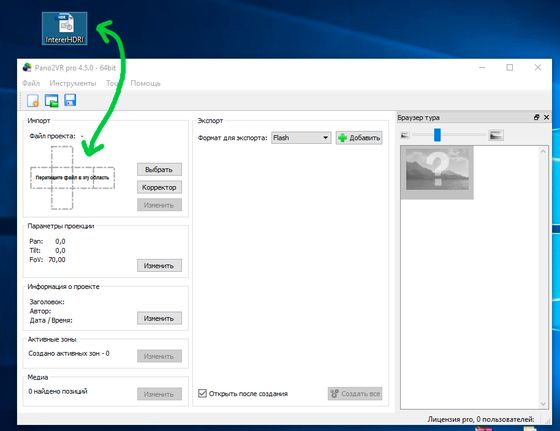 IntererHDRI
Pano2VR pro 4.5.0 - 64bit
Файл Инструменты Тос Помощь
Импорт
Файл проекта: -
Перетащите файл в эту область
Выбрать
Корректор
Изменить
Параметры проекции
Pan: 0,0
Tilt: 0,0
FoV: 70,00
Изменить
Информация о проекте
Заголовок:
Автор:
Дата / Время:
Изменить
Активные зоны
Создано активных зон - 0
Изменить
Медиа
0 найдено позиций
Изменить
Экспорт
Формат для экспорта: Flash
Добавить
Открыть после создания
Создать все
Браузер тура
?
Лицензия pro, 0 пользователей: